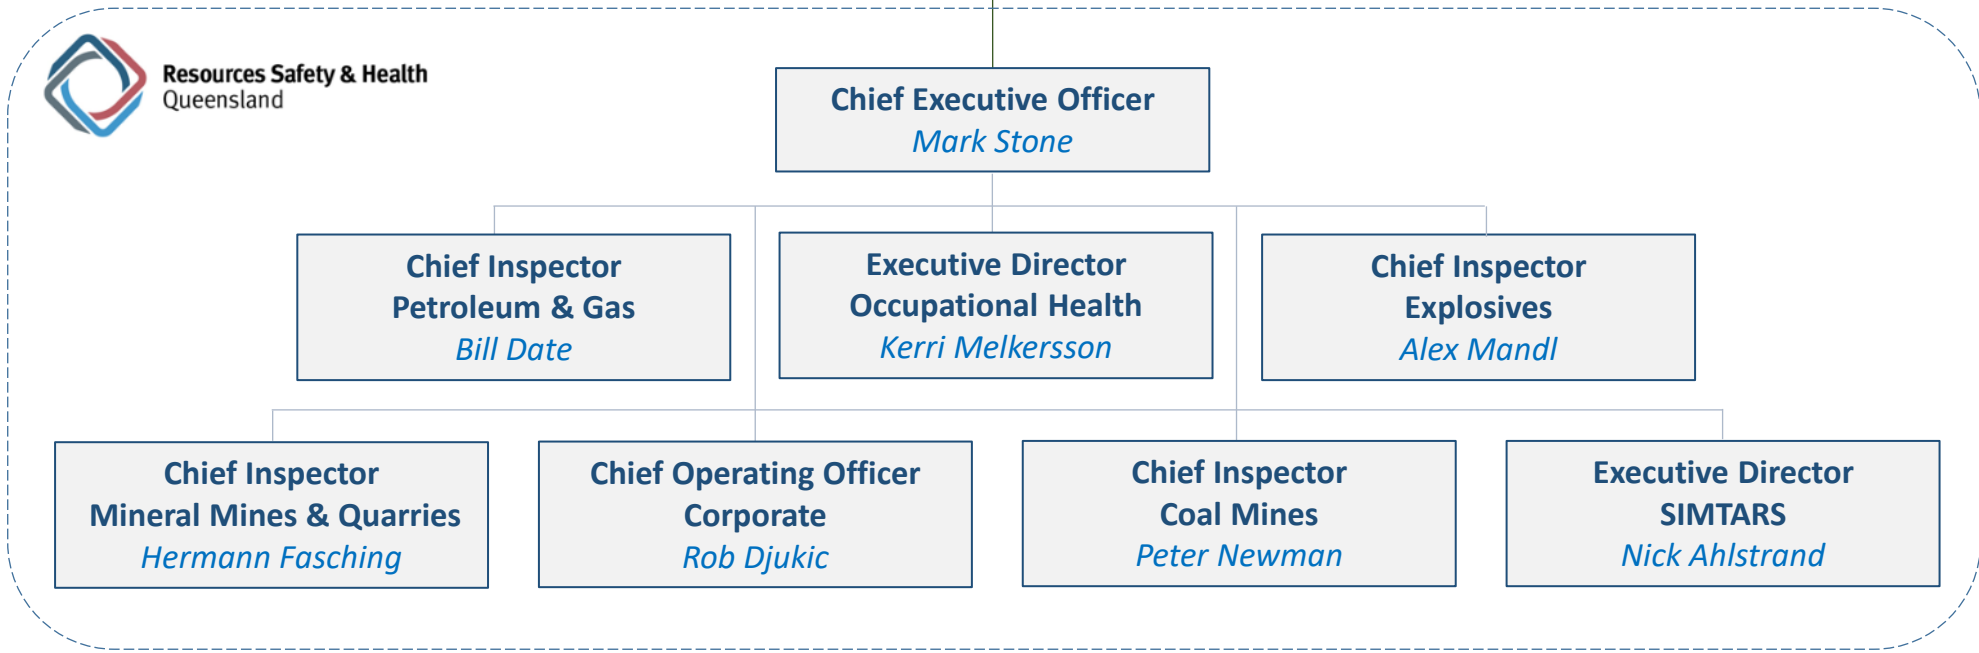 Resources Safety & Health
Queensland
Chief Executive Officer
Mark Stone
Chief Inspector
Petroleum & Gas
Bill Date
Executive Director
Occupational Health
Kerri Melkersson
Chief Inspector
Explosives
Alex Mandl
Chief Inspector
Mineral Mines & Quarries
Hermann Fasching
Chief Operating Officer
Corporate
Rob Djukic
Chief Inspector
Coal Mines
Peter Newman
Executive Director
SIMTARS
Nick Ahlstrand